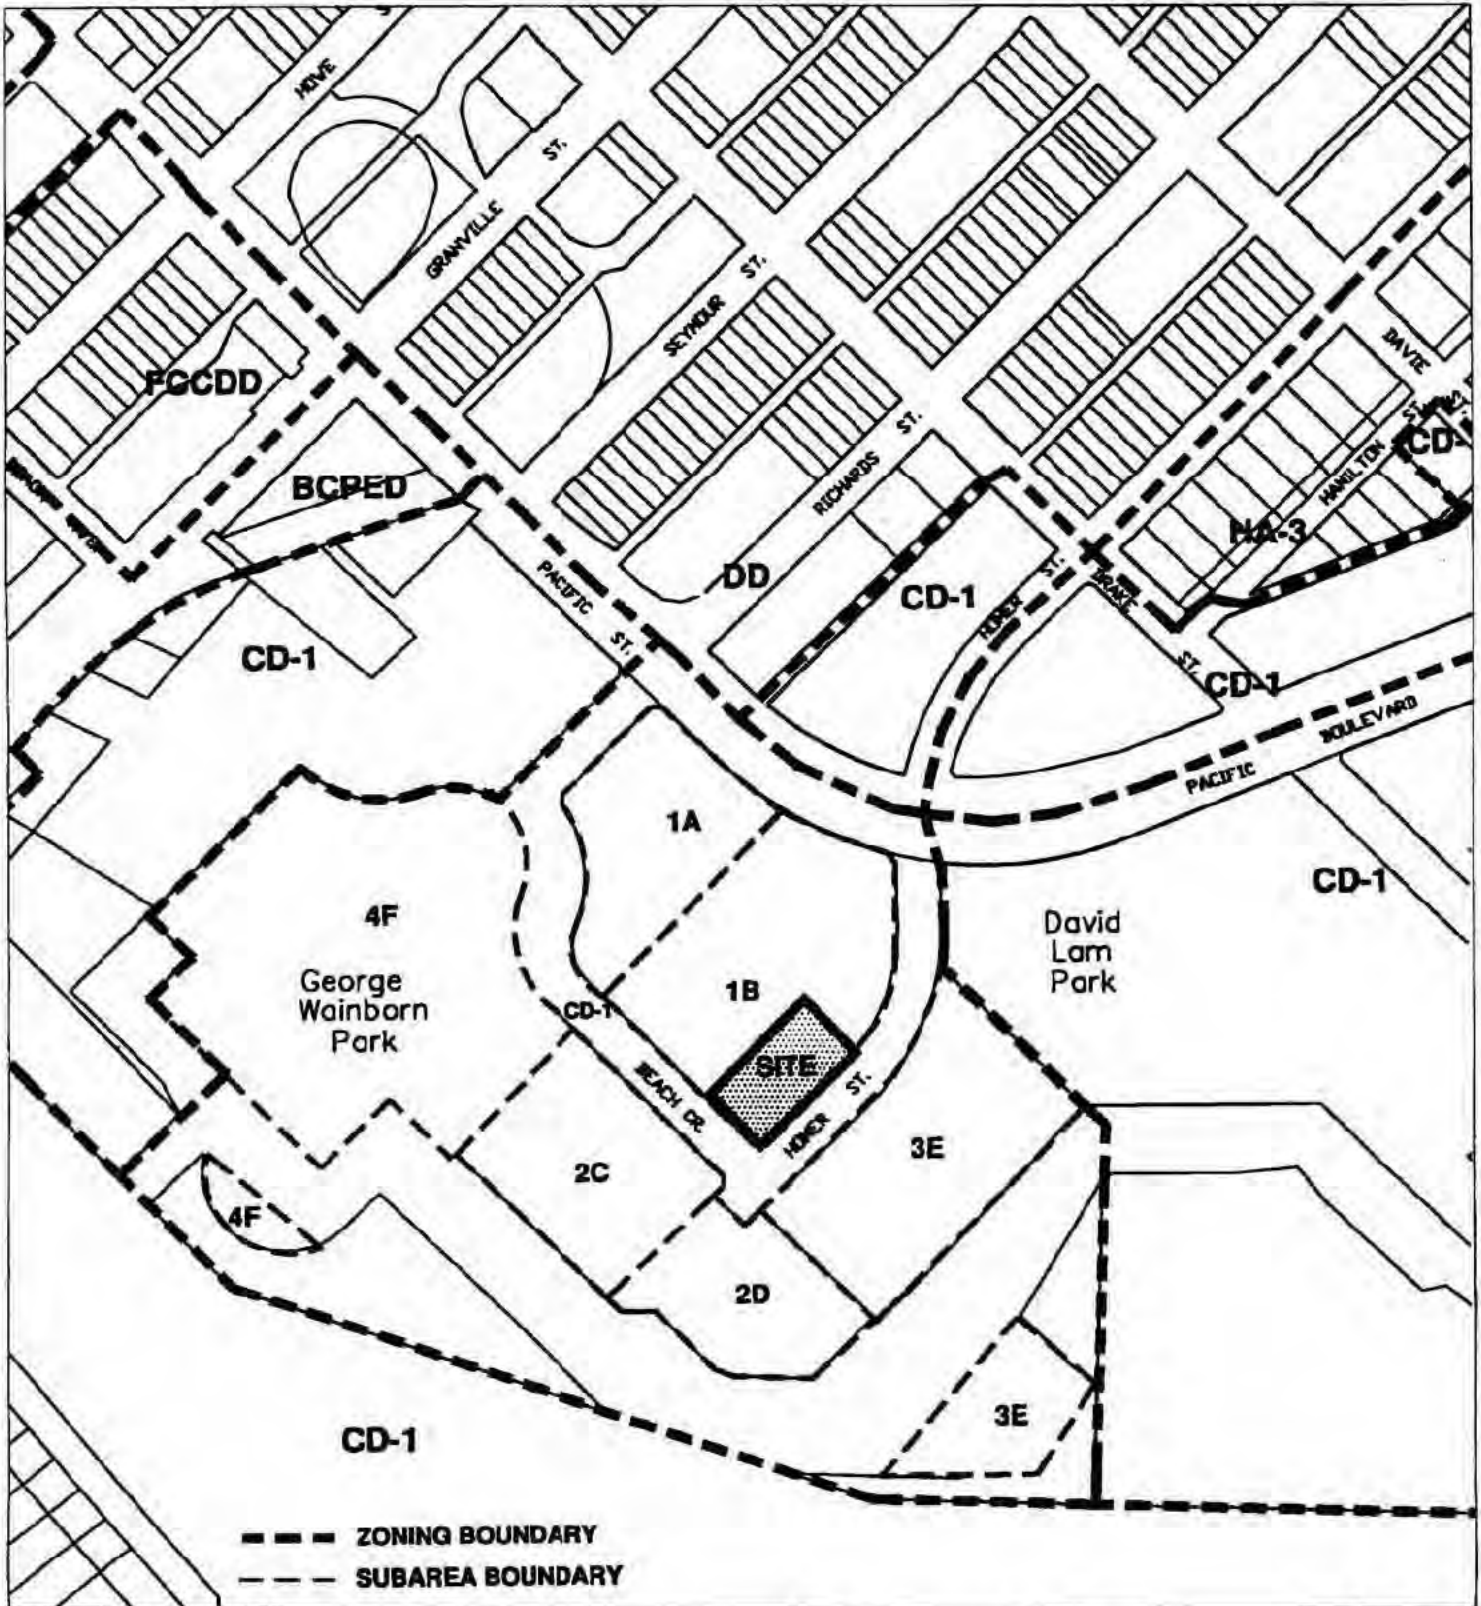 HOWE
ST.
GRANVILLE
ST.
SEYMOUR
ST.
DAVIE
ST.
FCCDD
RICHARDS
ST.
HAMILTON
CD-
BCPED
HA-3
DD
PACIFIC
ST.
CD-1
HOMER
ST.
DRAKE
ST.
CD-1
CD-1
PACIFIC
BOULEVARD
1A
CD-1
4F
David
Lam
Park
George
Wainborn
Park
1B
CD-1
SITE
BEACH CR.
HOMER
ST.
3E
2C
4F
2D
3E
CD-1
ZONING BOUNDARY
SUBAREA BOUNDARY